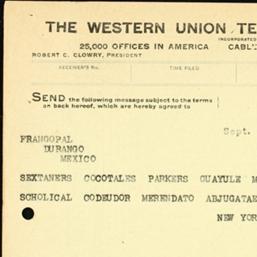 THE WESTERN UNION TE
INCORPORATED
25,000 OFFICES IN AMERICA CABL
ROBERT C. CLOWRY, PRESIDENT
RECEIVER'S No. TIME FILED
SEND the following message subject to the terms
on back hereof, which are hereby agreed to
Sept.
FRANGOPAL
DURANGO
MEXICO
SEXTANERS COCOTALES PARKERS GUAYULE M
SCHOLICAL CODEUDOR MERENDATO ABJUGATAE
NEW YOR